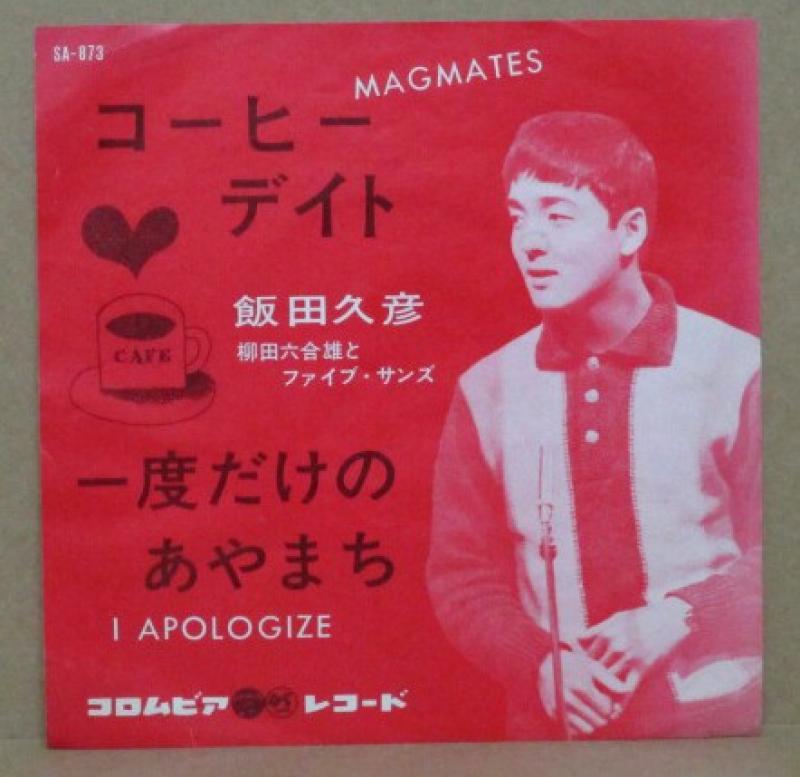 SA-873
MAGMATES
コーヒー
デイト
CAFE
飯田久彦
柳田六合雄と
ファイブ・サンズ
一度だけの
あやまち
I APOLOGIZE
コロムビア 45 レコード